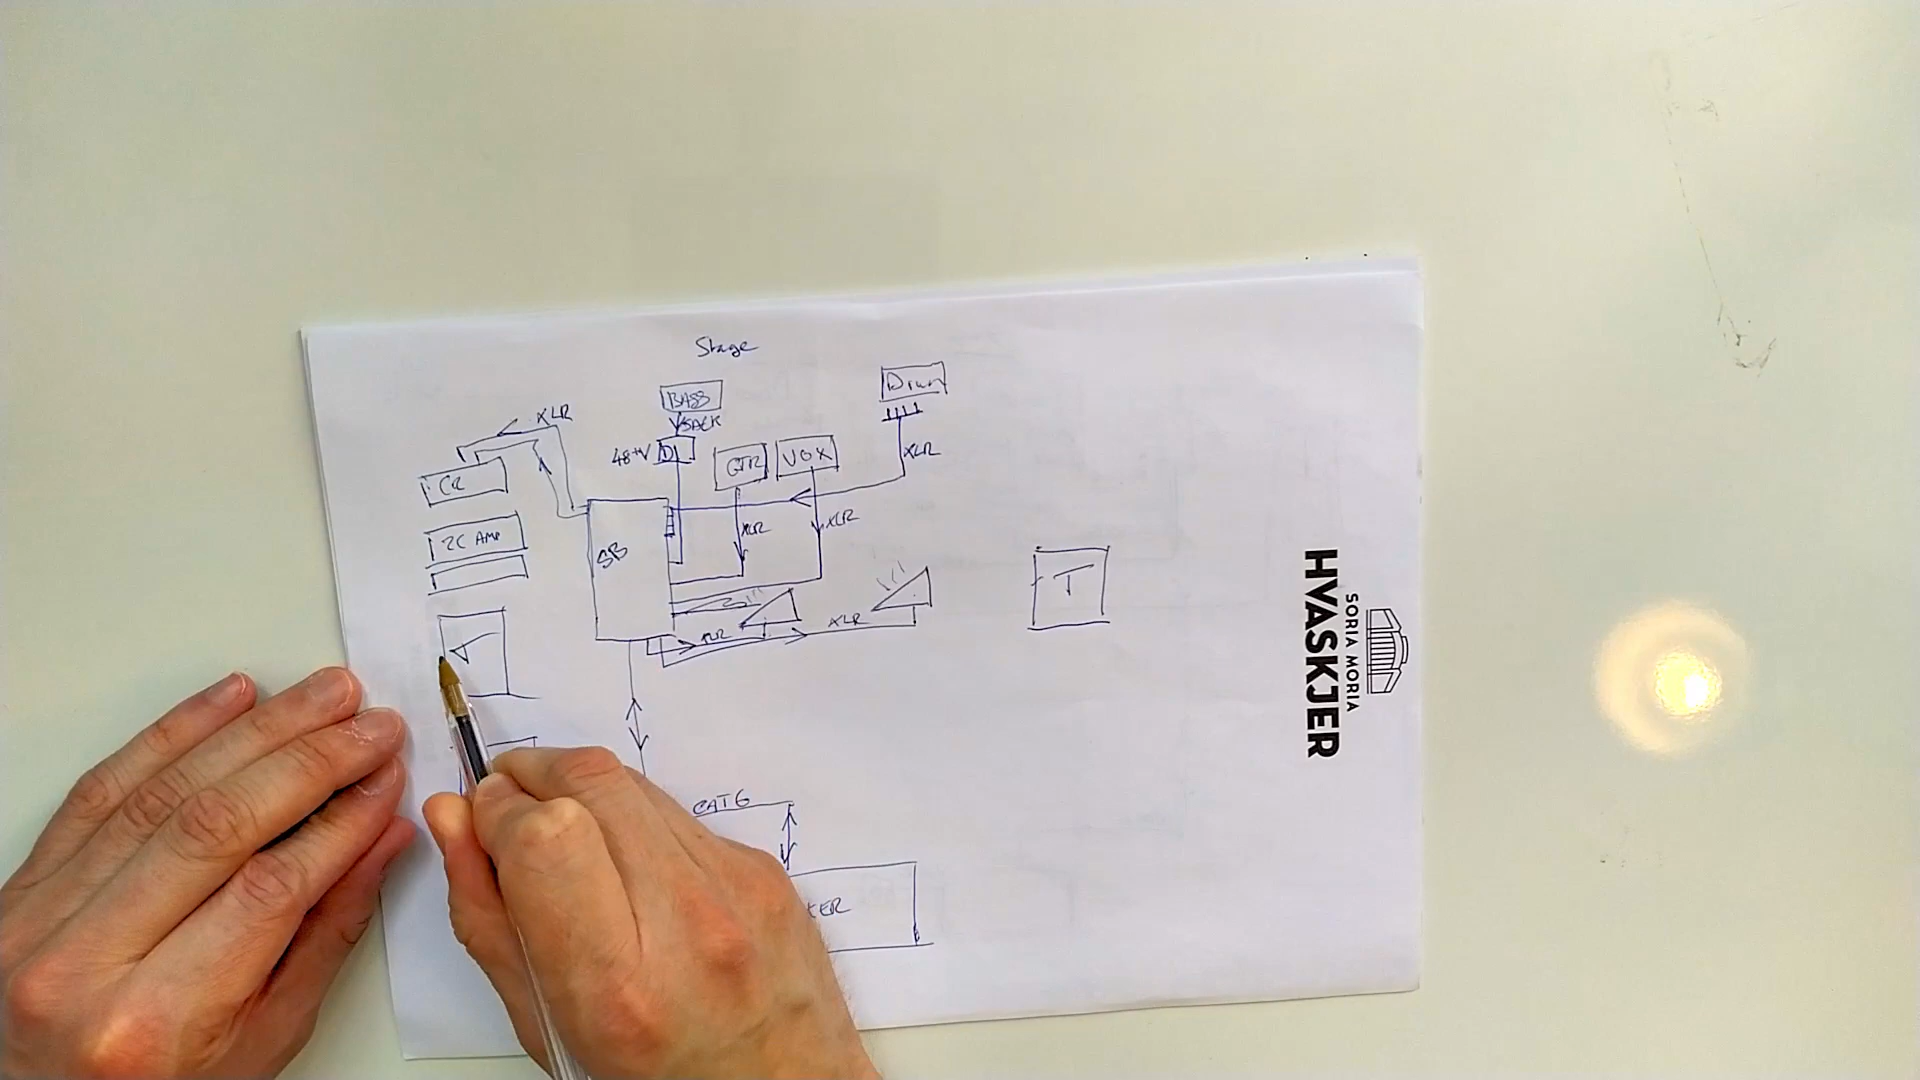 Stage
Drum
BASS
XLR
JACK
48+V
DI
GTR
VOX
XLR
CR
XLR
XLR
2C AMP
SB
T
T
XLR
XLR
CAT6
HVASKJER
SORIA MORIA